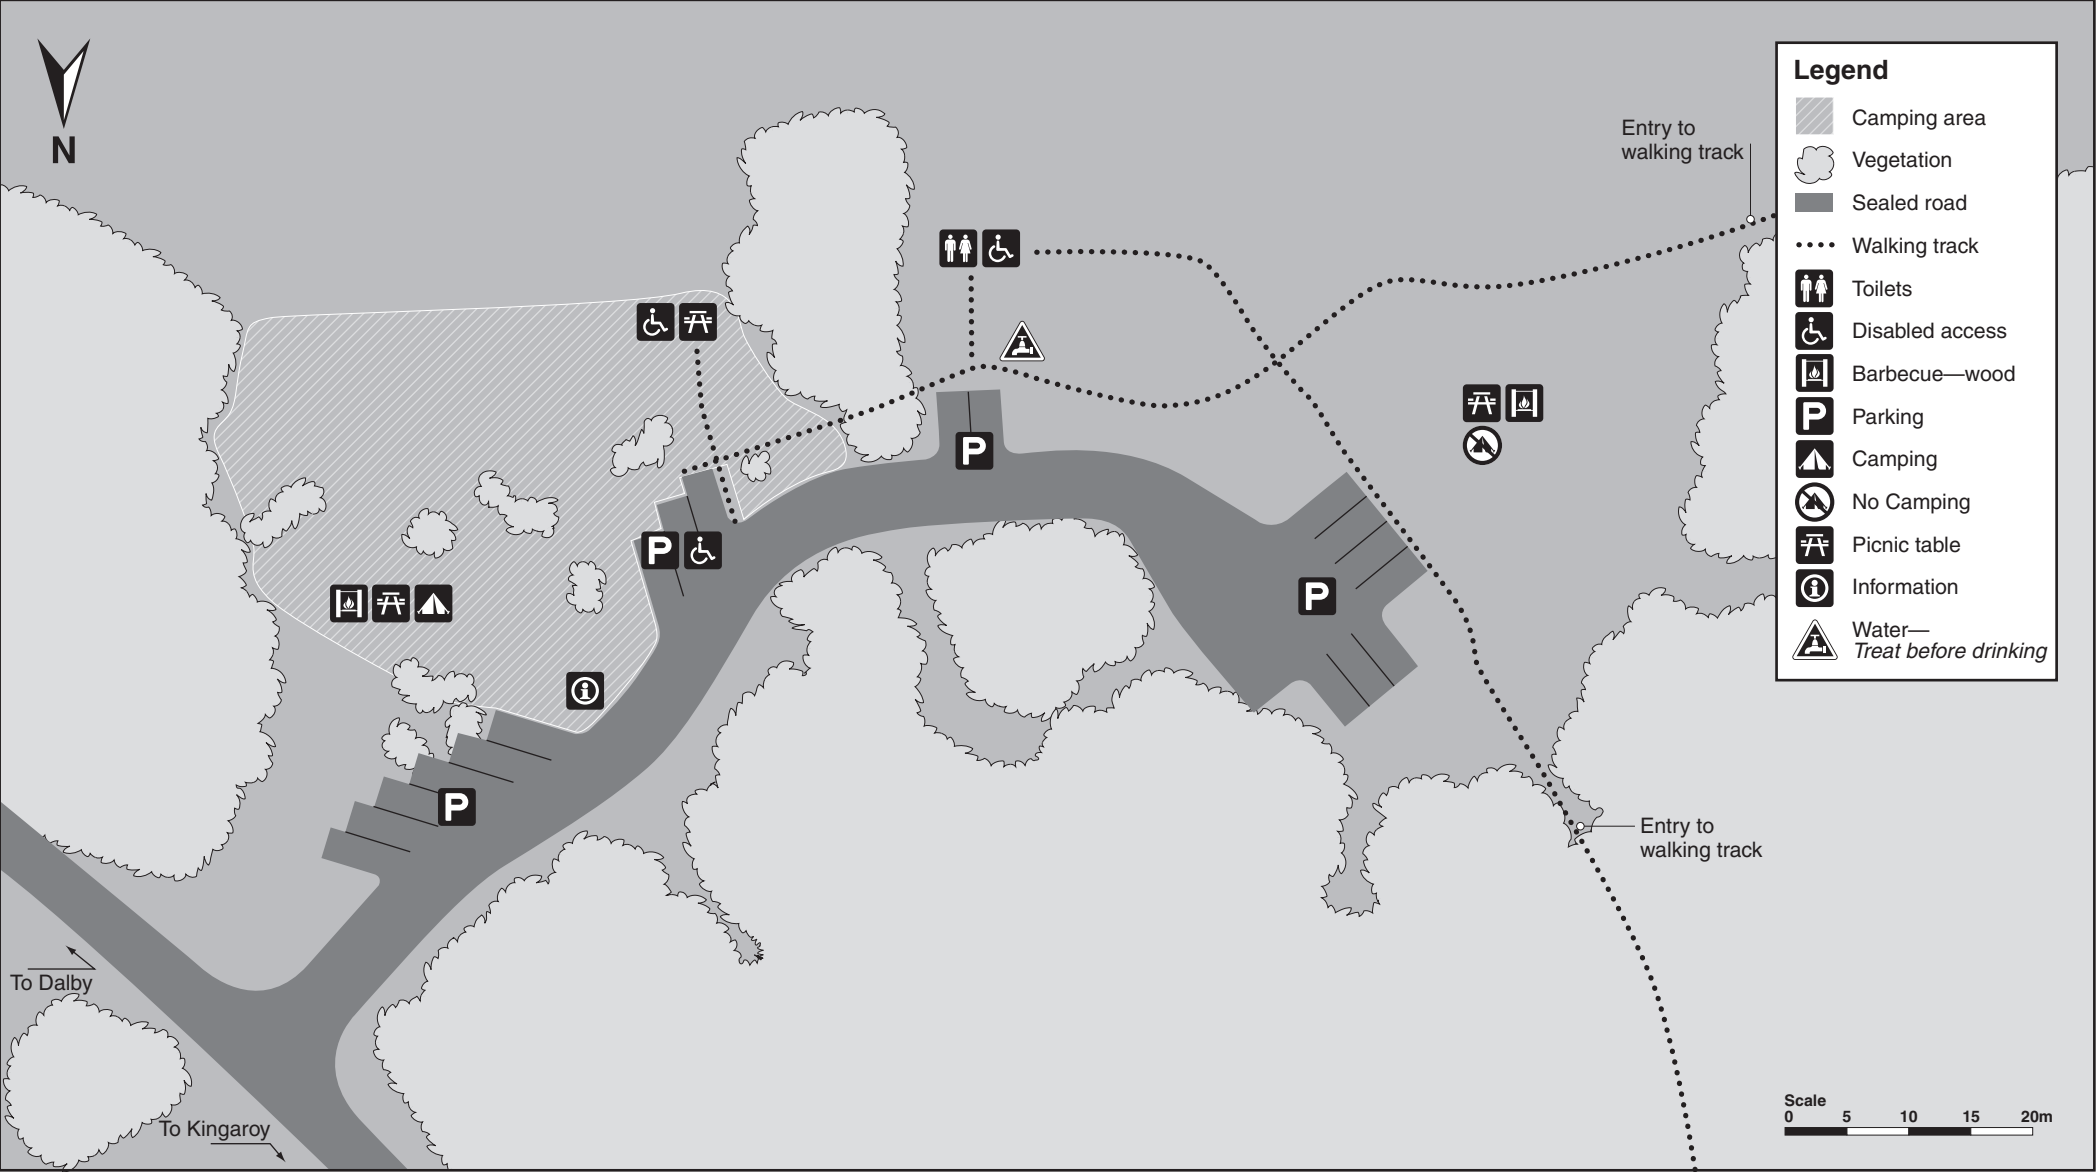 N
Entry to
walking track
Legend
Camping area
Vegetation
Sealed road
Walking track
Toilets
Disabled access
Barbecue—wood
P
Parking
Camping
No Camping
Picnic table
i
Information
Water—
Treat before drinking
P
P
P
i
P
Entry to
walking track
To Dalby
To Kingaroy
Scale
0 5 10 15 20m